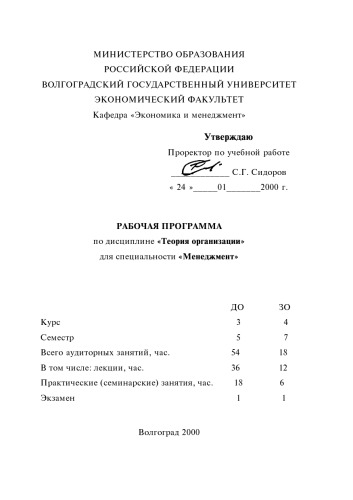 МИНИСТЕРСТВО ОБРАЗОВАНИЯ
РОССИЙСКОЙ ФЕДЕРАЦИИ
ВОЛГОГРАДСКИЙ ГОСУДАРСТВЕННЫЙ УНИВЕРСИТЕТ
ЭКОНОМИЧЕСКИЙ ФАКУЛЬТЕТ
Кафедра «Экономика и менеджмент»
Утверждаю
Проректор по учебной работе
____________ С.Г. Сидоров
« 24 »_____01_______2000 г.
РАБОЧАЯ ПРОГРАММА
по дисциплине «Теория организации»
для специальности «Менеджмент»
ДО ЗО
Курс 3 4
Семестр 5 7
Всего аудиторных занятий, час. 54 18
В том числе: лекции, час. 36 12
Практические (семинарские) занятия, час. 18 6
Экзамен 1 1
Волгоград 2000